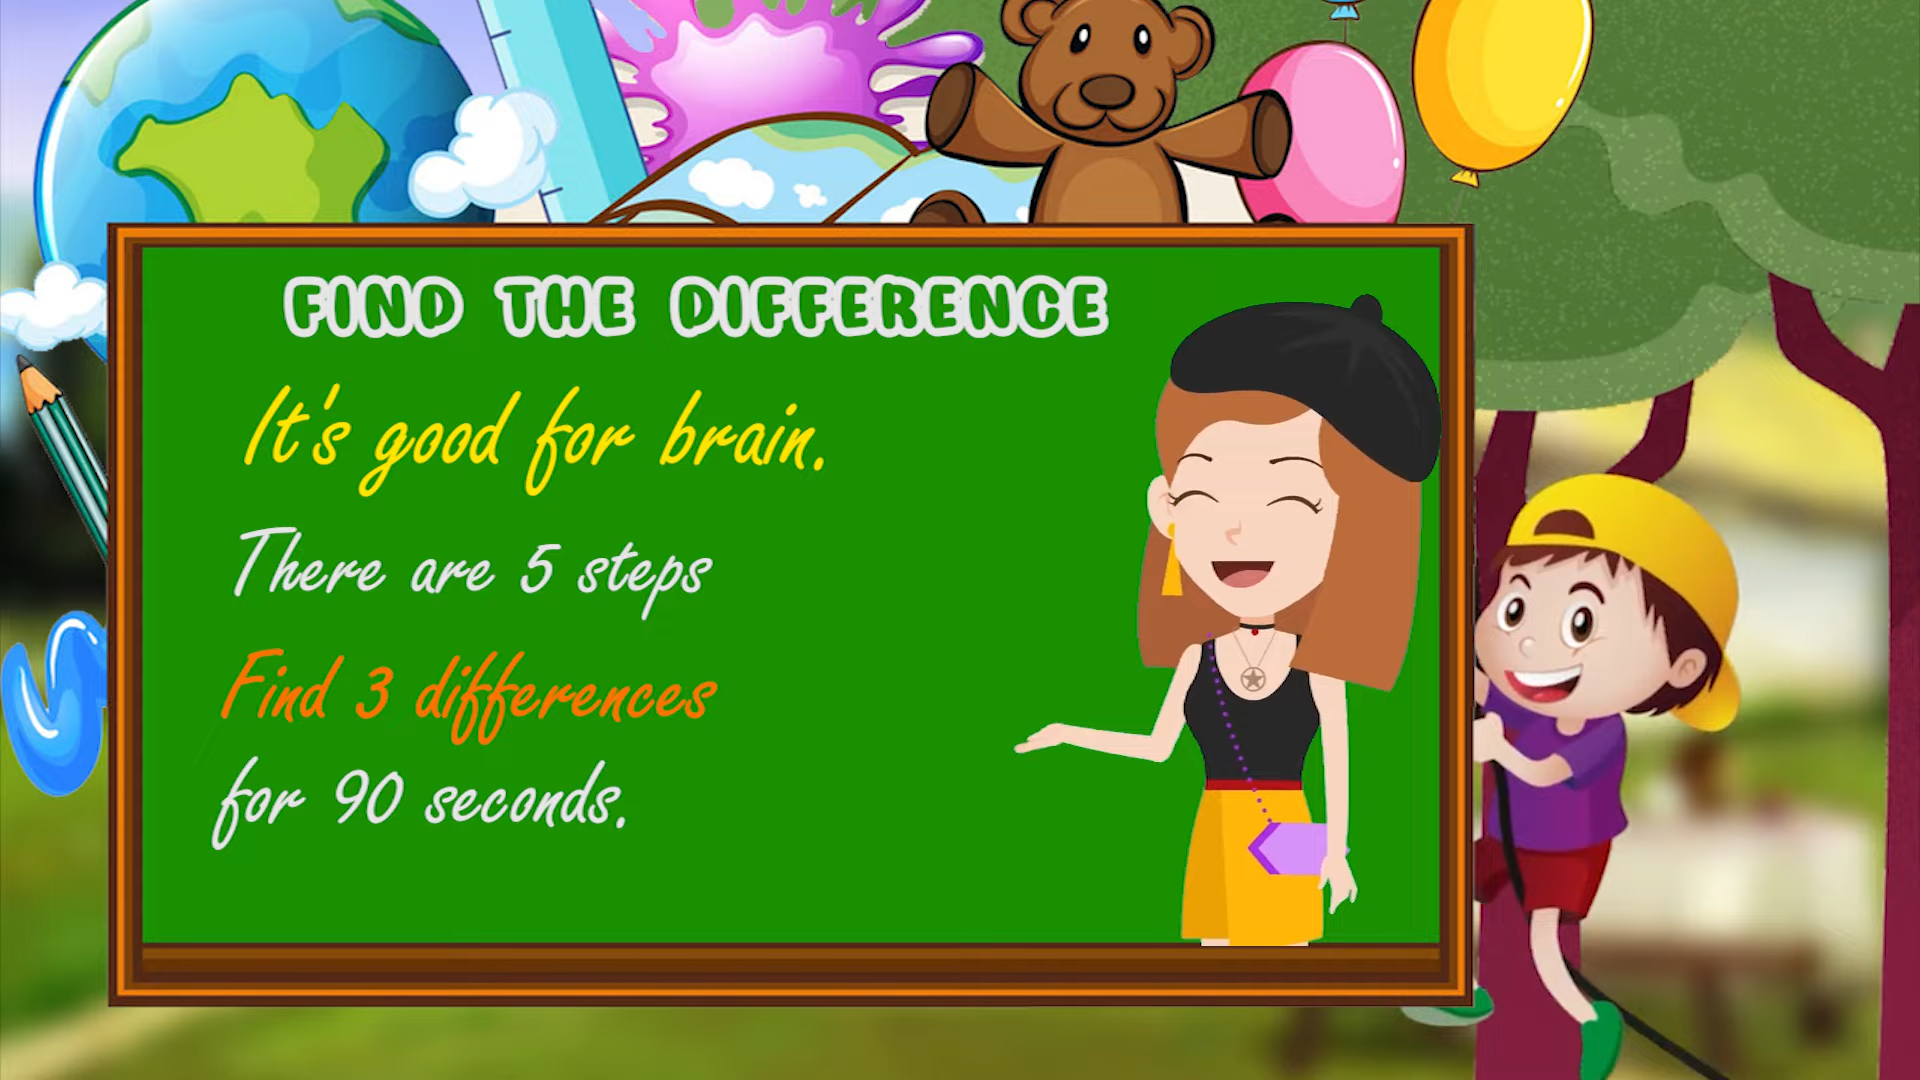 FIND THE DIFFERENCE
It's good for brain.
There are 5 steps
Find 3 differences
for 90 seconds.